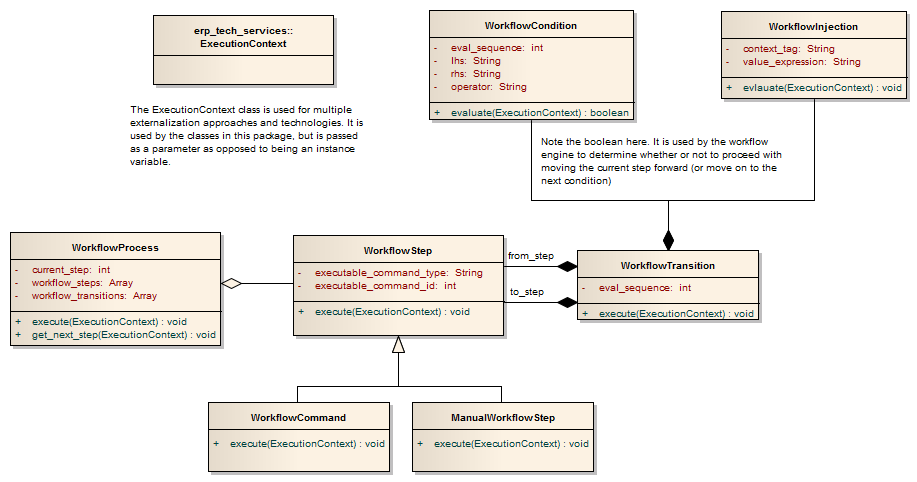 erp_tech_services::
ExecutionContext
The ExecutionContext class is used for multiple
externalization approaches and technologies. It is
used by the classes in this package, but is passed
as a parameter as opposed to being an instance
variable.
WorkflowCondition
- eval_sequence: int
- lhs: String
- rhs: String
- operator: String
+ evaluate(ExecutionContext) : boolean
WorkflowInjection
- context_tag: String
- value_expression: String
+ evlauate(ExecutionContext) : void
Note the boolean here. It is used by the workflow
engine to determine whether or not to proceed with
moving the current step forward (or move on to the
next condition)
WorkflowProcess
- current_step: int
- workflow_steps: Array
- workflow_transitions: Array
+ execute(ExecutionContext) : void
+ get_next_step(ExecutionContext) : void
WorkflowStep
- executable_command_type: String
- executable_command_id: int
+ execute(ExecutionContext) : void
from_step
to_step
WorkflowTransition
- eval_sequence: int
+ execute(ExecutionContext) : void
WorkflowCommand
+ execute(ExecutionContext) : void
ManualWorkflowStep
+ execute(ExecutionContext) : void